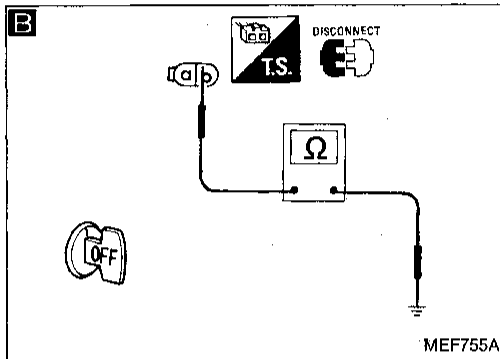 B
DISCONNECT
T.S.
a b
Ω
OFF
MEF755A